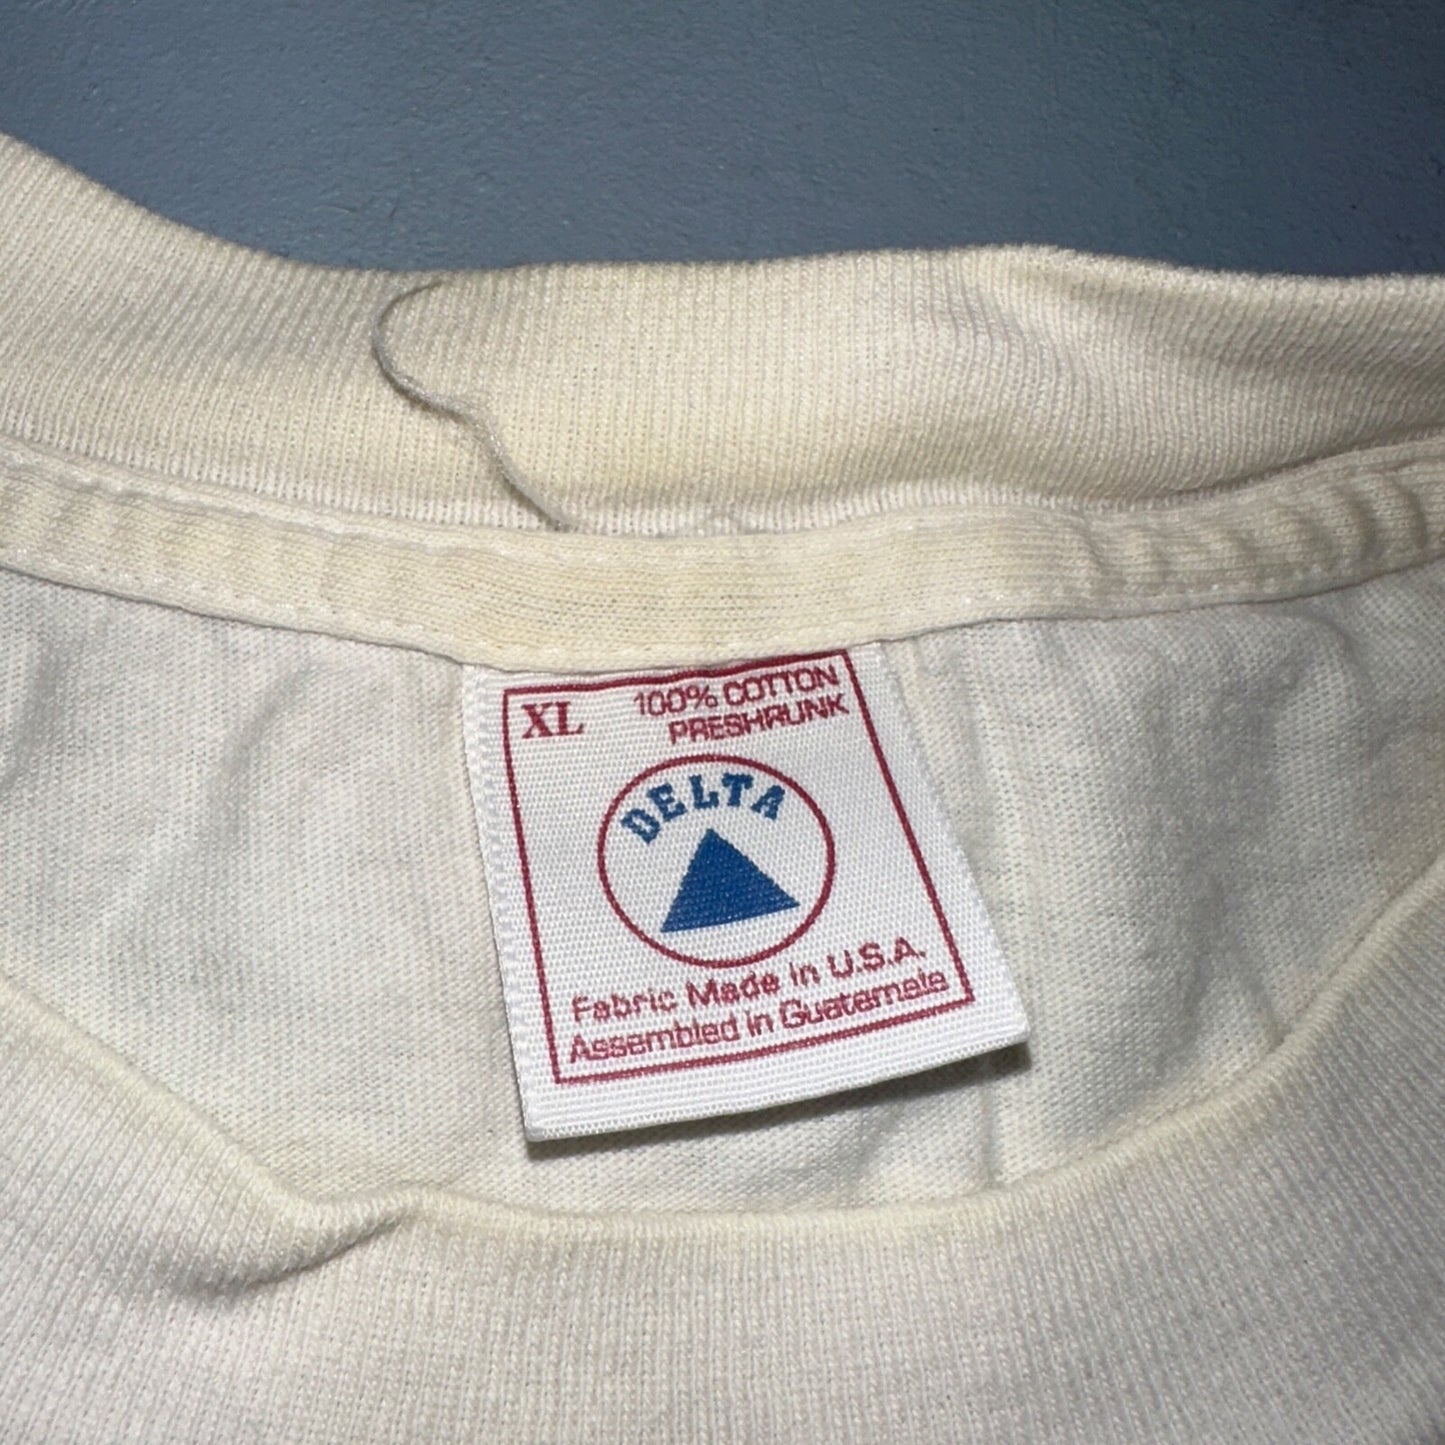 XL
100% COTTON
PRESHRUNK
DELTA
Fabric Made in U.S.A.
Assembled in Guatemala